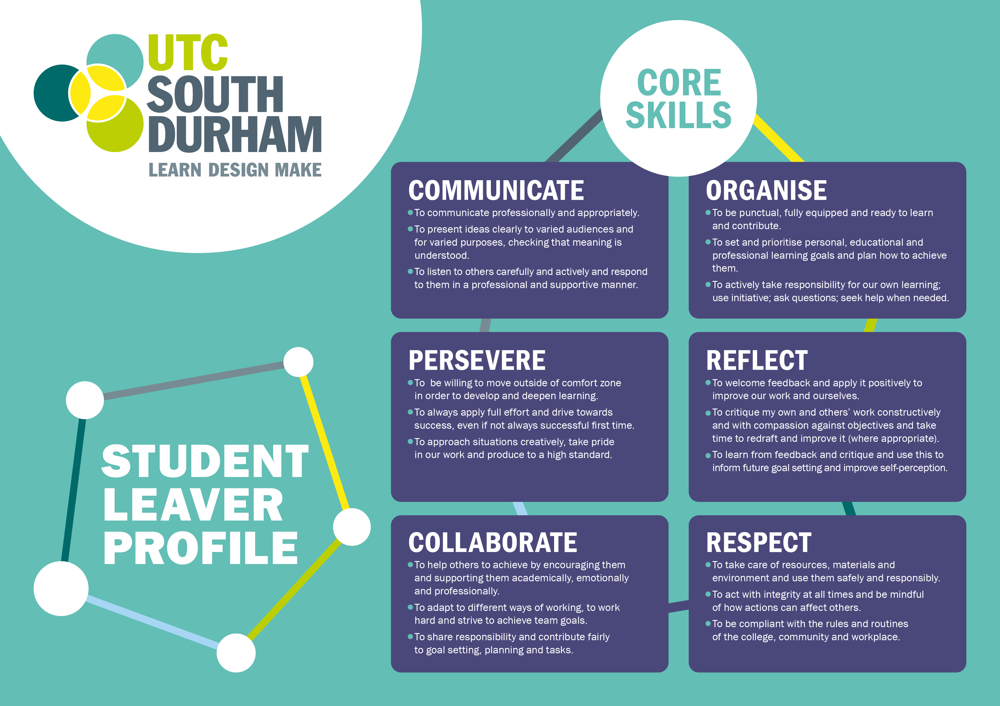 UTC
SOUTH
DURHAM
LEARN DESIGN MAKE
STUDENT
LEAVER
PROFILE
CORE
SKILLS
COMMUNICATE
To communicate professionally and appropriately.
To present ideas clearly to varied audiences and
for varied purposes, checking that meaning is
understood.
To listen to others carefully and actively and respond
to them in a professional and supportive manner.
ORGANISE
To be punctual, fully equipped and ready to learn
and contribute.
To set and prioritise personal, educational and
professional learning goals and plan how to achieve
them.
To actively take responsibility for our own learning;
use initiative; ask questions; seek help when needed.
PERSEVERE
To  be willing to move outside of comfort zone
in order to develop and deepen learning.
To always apply full effort and drive towards
success, even if not always successful first time.
To approach situations creatively, take pride
in our work and produce to a high standard.
REFLECT
To welcome feedback and apply it positively to
improve our work and ourselves.
To critique my own and others’ work constructively
and with compassion against objectives and take
time to redraft and improve it (where appropriate).
To learn from feedback and critique and use this to
inform future goal setting and improve self-perception.
COLLABORATE
To help others to achieve by encouraging them
and supporting them academically, emotionally
and professionally.
To adapt to different ways of working, to work
hard and strive to achieve team goals.
To share responsibility and contribute fairly
to goal setting, planning and tasks.
RESPECT
To take care of resources, materials and
environment and use them safely and responsibly.
To act with integrity at all times and be mindful
of how actions can affect others.
To be compliant with the rules and routines
of the college, community and workplace.